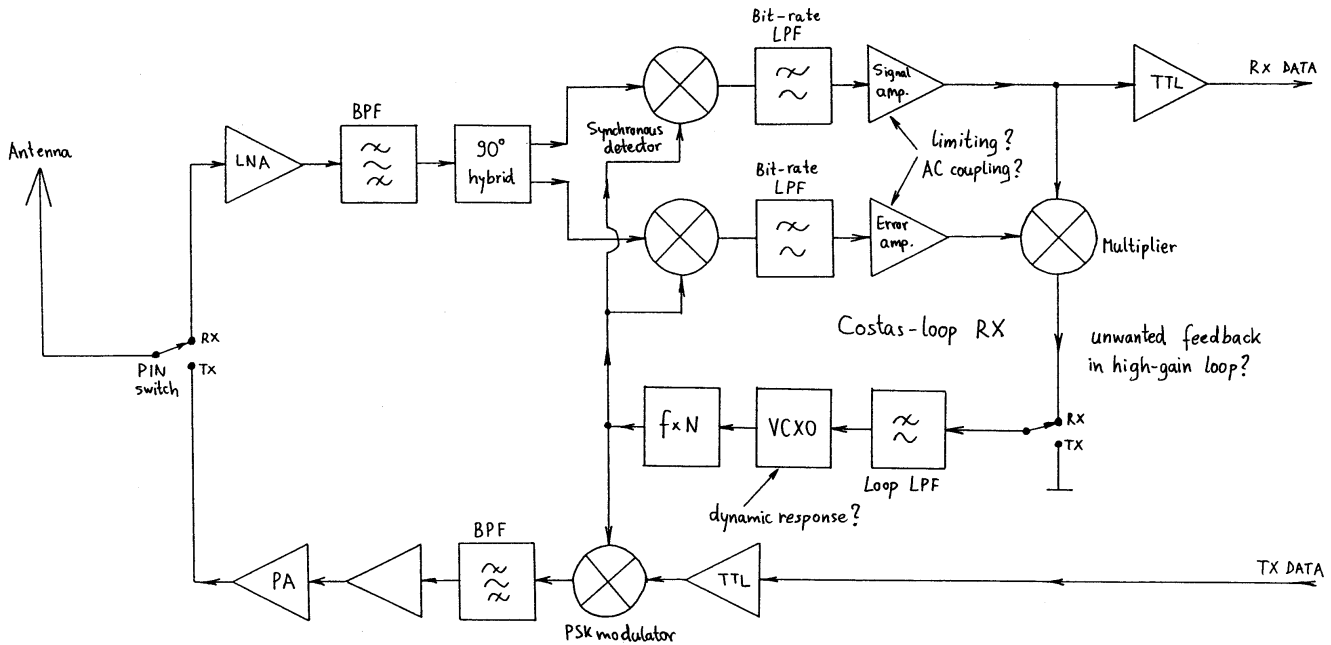 Bit-rate
LPF
Signal
amp.
TTL
Rx DATA
BPF
Antenna
LNA
90°
hybrid
Synchronous
detector
limiting?
AC coupling?
Bit-rate
LPF
Error
amp.
Multiplier
Costas-loop RX
unwanted feedback
in high-gain loop?
RX
PIN
switch
Tx
f×N
VCXO
RX
TX
Loop LPF
dynamic response?
BPF
PA
TTL
TX DATA
PSK modulator